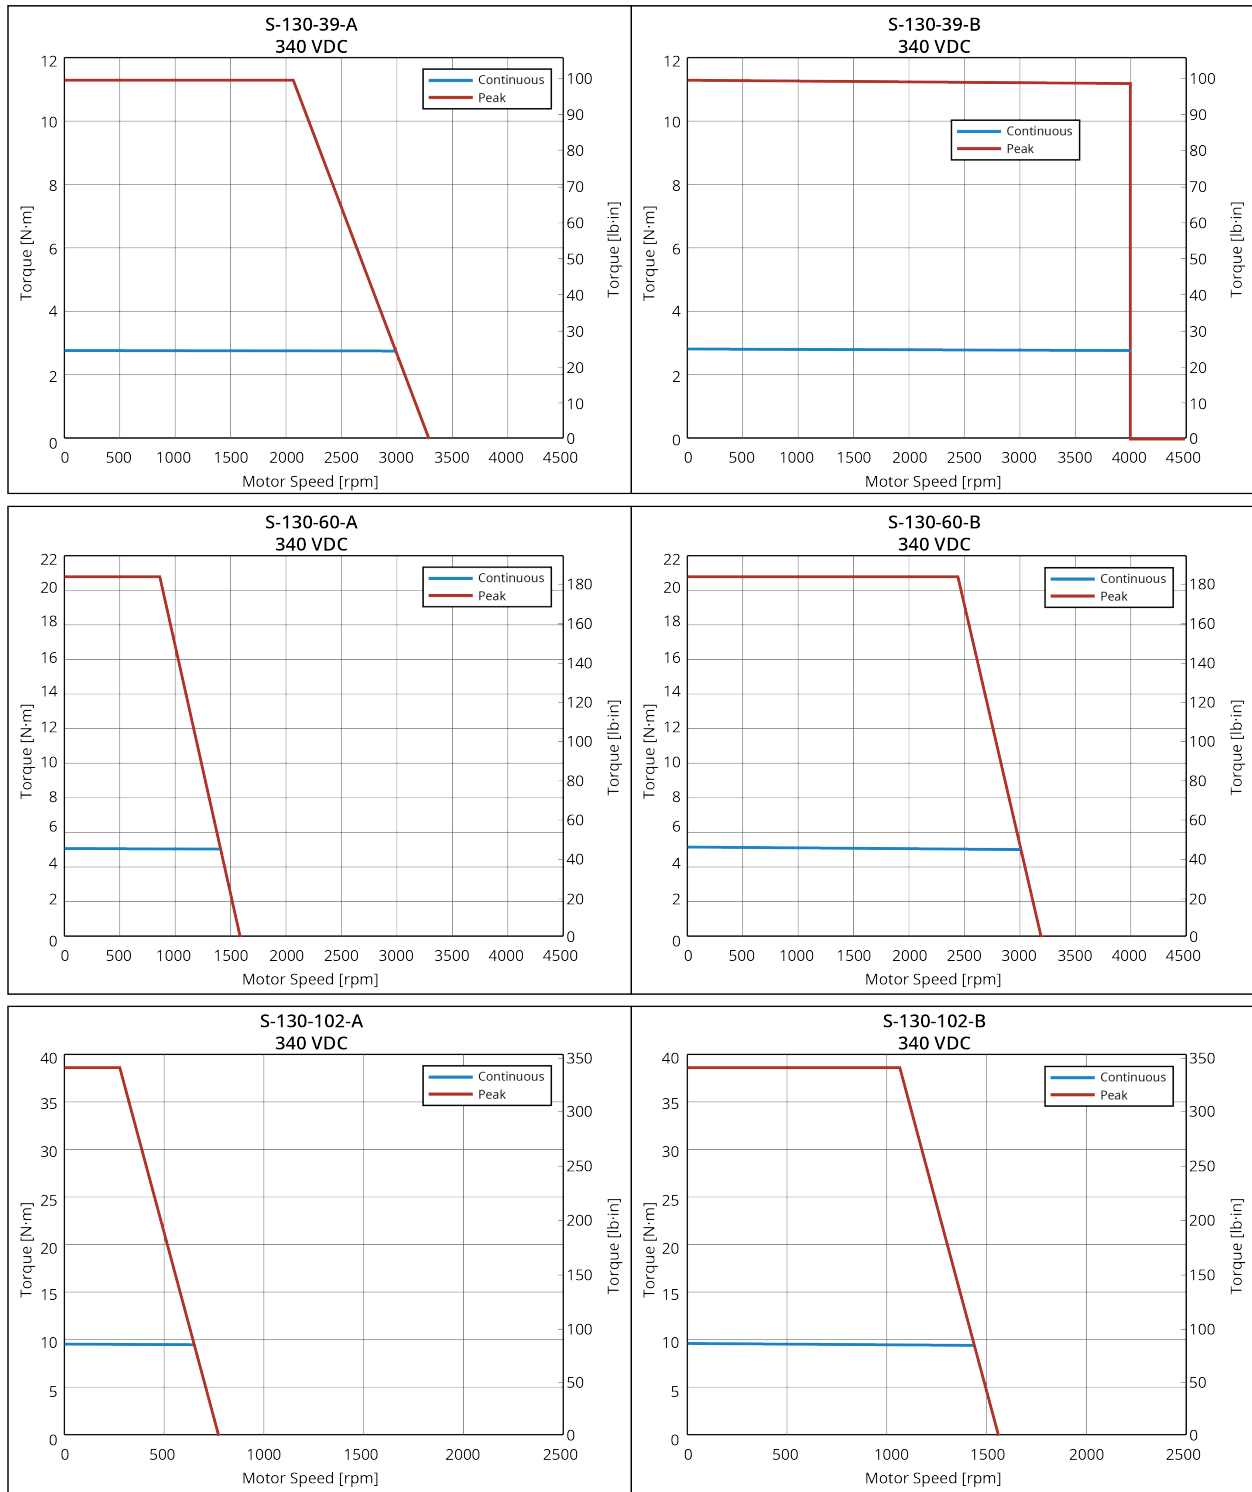 S-130-39-A
340 VDC
12
10
8
6
4
2
0
Torque [N·m]
Continuous
Peak
100
90
80
70
60
50
40
30
20
10
0
Torque [lb·in]
0 500 1000 1500 2000 2500 3000 3500 4000 4500
Motor Speed [rpm]
S-130-39-B
340 VDC
12
10
8
6
4
2
0
Torque [N·m]
Continuous
Peak
100
90
80
70
60
50
40
30
20
10
0
Torque [lb·in]
0 500 1000 1500 2000 2500 3000 3500 4000 4500
Motor Speed [rpm]
S-130-60-A
340 VDC
22
20
18
16
14
12
10
8
6
4
2
0
Torque [N·m]
Continuous
Peak
180
160
140
120
100
80
60
40
20
0
Torque [lb·in]
0 500 1000 1500 2000 2500 3000 3500 4000 4500
Motor Speed [rpm]
S-130-60-B
340 VDC
22
20
18
16
14
12
10
8
6
4
2
0
Torque [N·m]
Continuous
Peak
180
160
140
120
100
80
60
40
20
0
Torque [lb·in]
0 500 1000 1500 2000 2500 3000 3500 4000 4500
Motor Speed [rpm]
S-130-102-A
340 VDC
40
35
30
25
20
15
10
5
0
Torque [N·m]
Continuous
Peak
350
300
250
200
150
100
50
0
Torque [lb·in]
0 500 1000 1500 2000 2500
Motor Speed [rpm]
S-130-102-B
340 VDC
40
35
30
25
20
15
10
5
0
Torque [N·m]
Continuous
Peak
350
300
250
200
150
100
50
0
Torque [lb·in]
0 500 1000 1500 2000 2500
Motor Speed [rpm]